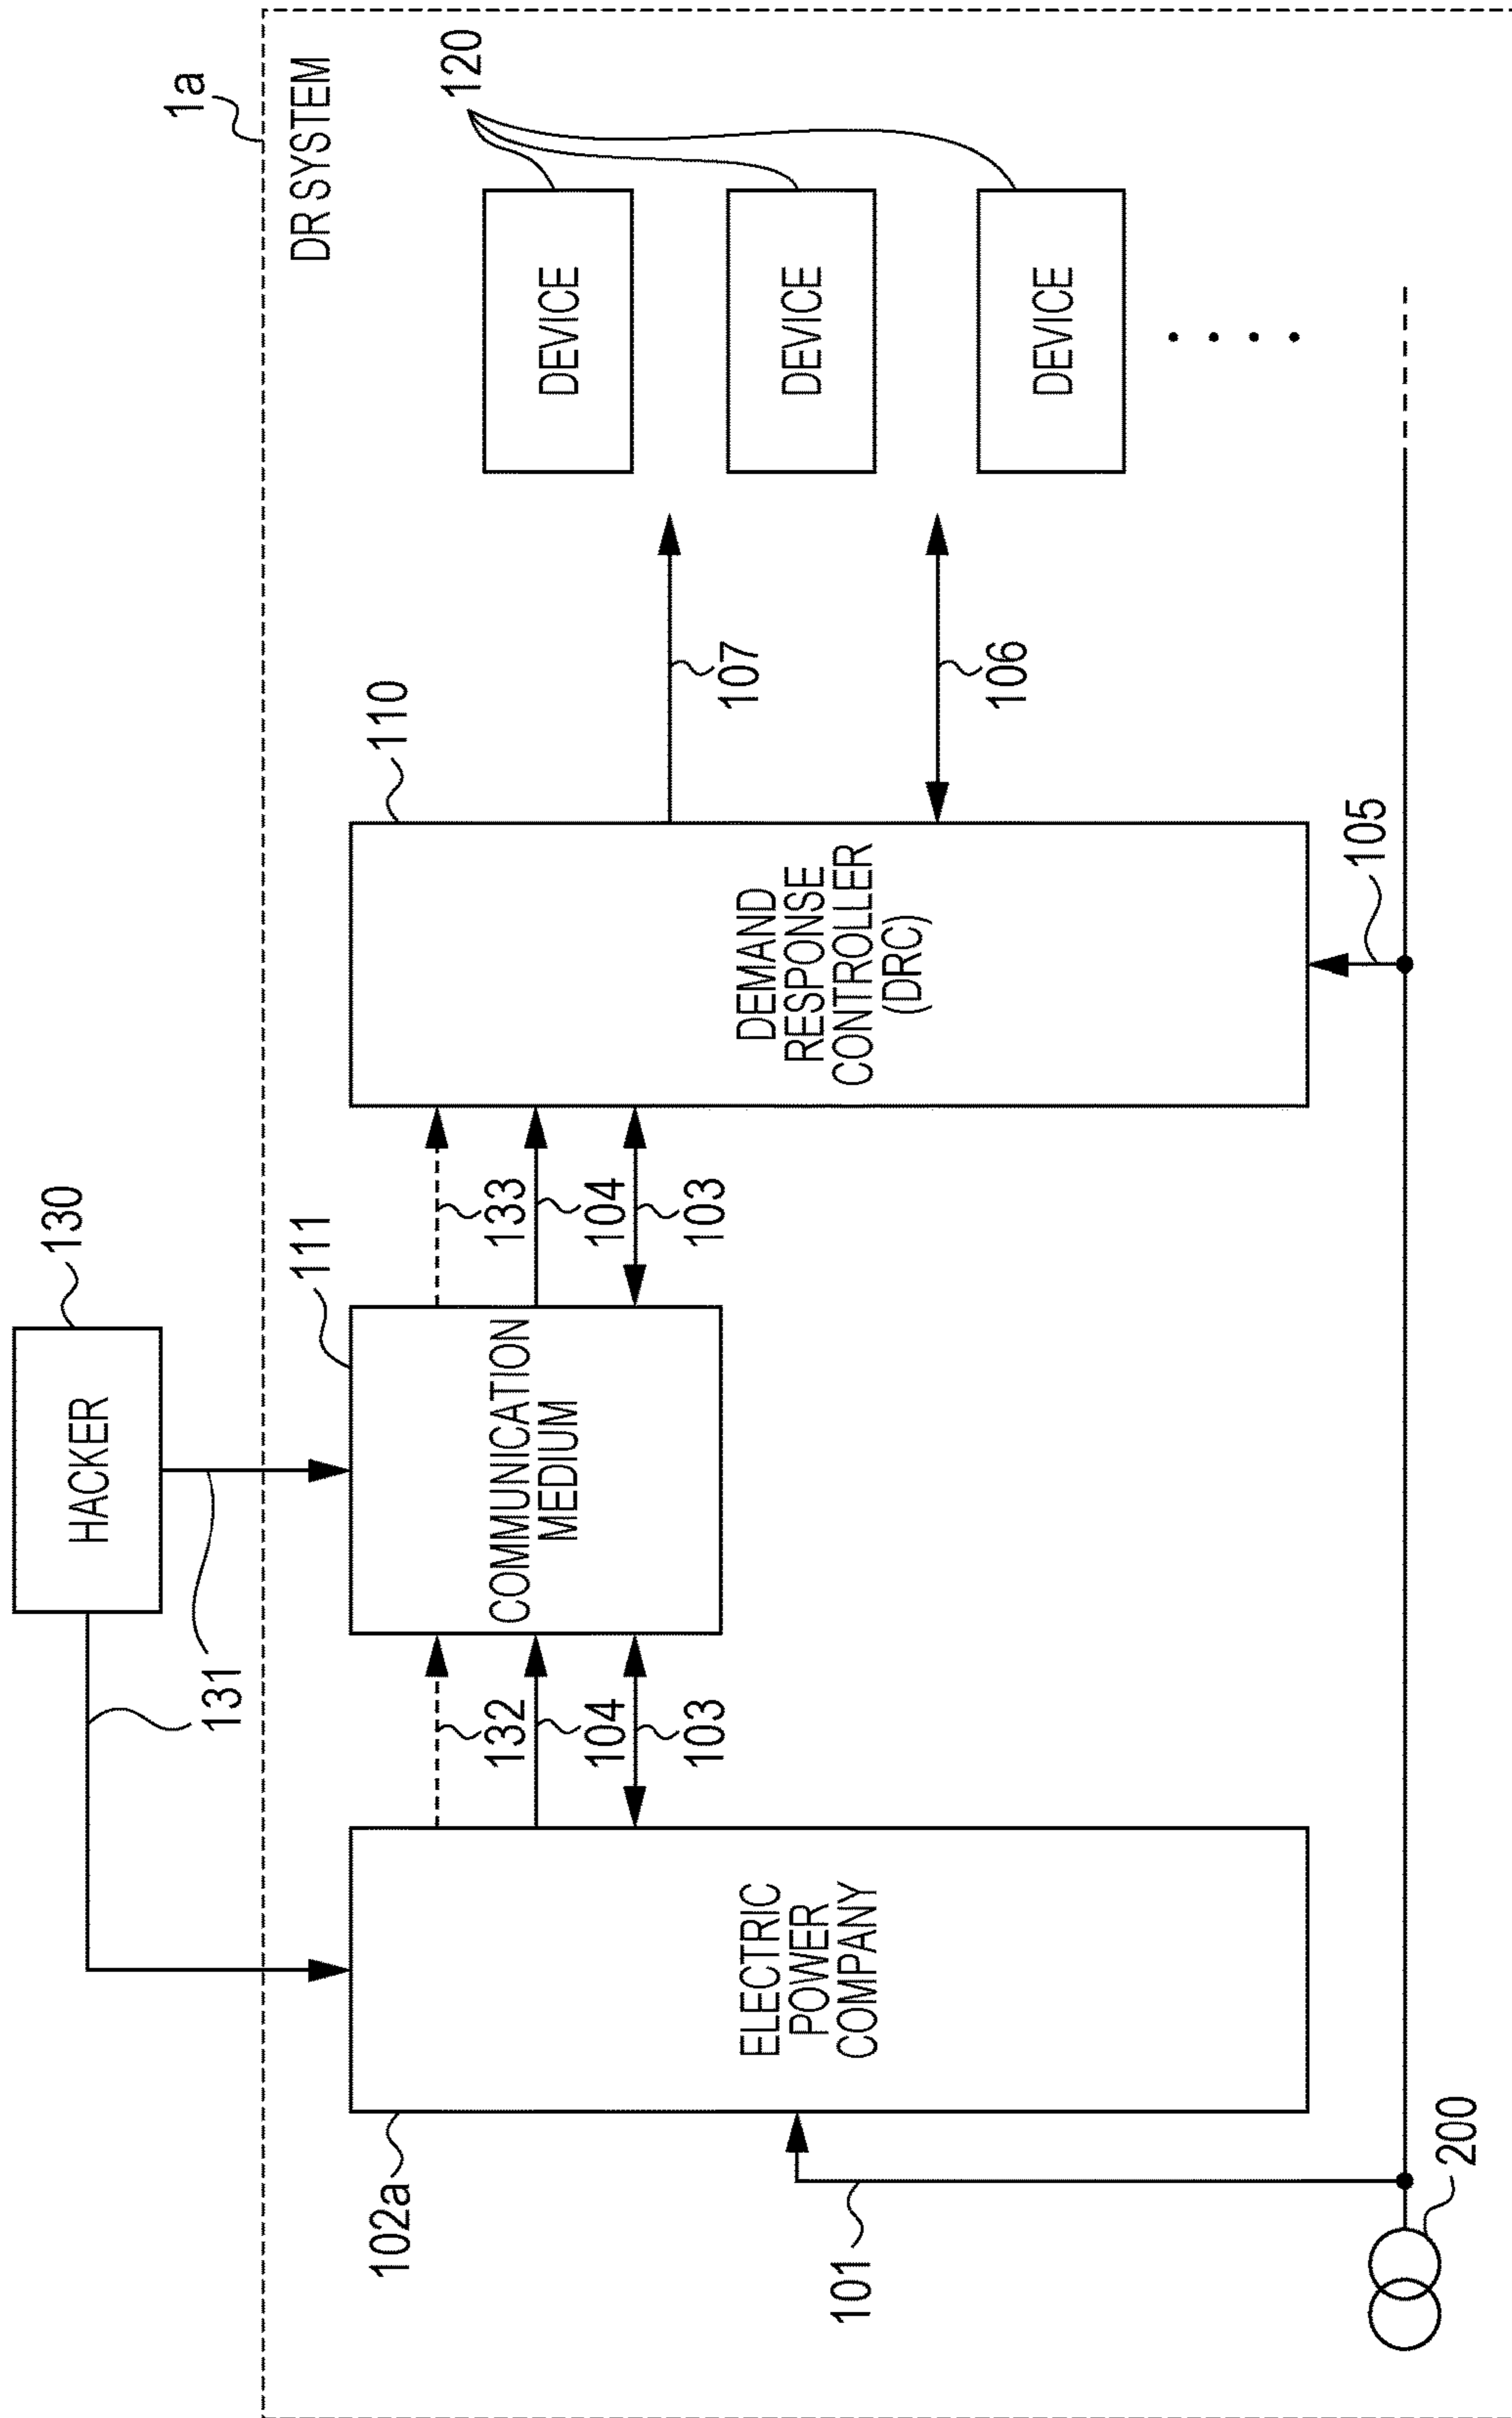 130
HACKER
131
1a
DR SYSTEM
111
COMMUNICATION
MEDIUM
102a
ELECTRIC
POWER
COMPANY
132
104
103
133
104
103
110
DEMAND
RESPONSE
CONTROLLER
(DRC)
107
106
120
DEVICE
DEVICE
DEVICE
101
105
200